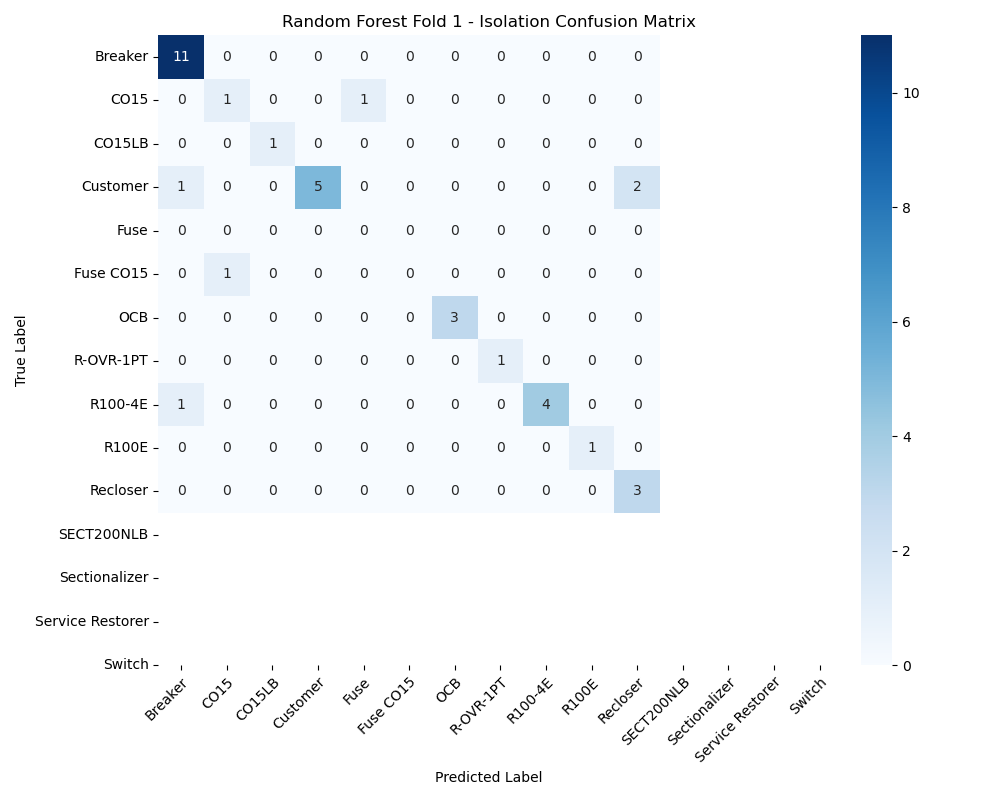 Random Forest Fold 1 - Isolation Confusion Matrix
Breaker 11 0 0 0 0 0 0 0 0 0 0
CO15 0 1 0 0 1 0 0 0 0 0 0
CO15LB 0 0 1 0 0 0 0 0 0 0 0
Customer 1 0 0 5 0 0 0 0 0 0 2
Fuse 0 0 0 0 0 0 0 0 0 0 0
Fuse CO15 0 1 0 0 0 0 0 0 0 0 0
OCB 0 0 0 0 0 0 3 0 0 0 0
R-OVR-1PT 0 0 0 0 0 0 0 1 0 0 0
R100-4E 1 0 0 0 0 0 0 0 4 0 0
R100E 0 0 0 0 0 0 0 0 0 1 0
Recloser 0 0 0 0 0 0 0 0 0 0 3
SECT200NLB
Sectionalizer
Service Restorer
Switch
True Label
Breaker
CO15
CO15LB
Customer
Fuse
Fuse CO15
OCB
R-OVR-1PT
R100-4E
R100E
Recloser
SECT200NLB
Sectionalizer
Service Restorer
Switch
Predicted Label
10
8
6
4
2
0